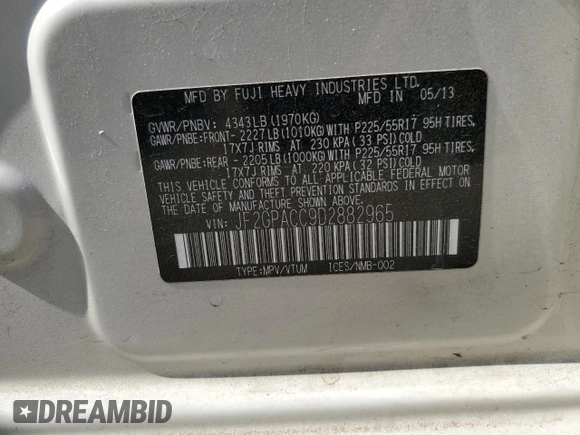 MFD BY FUJI HEAVY INDUSTRIES LTD.
MFD IN 05/13
GVWR/PNBV: 4343LB(1970KG)
GAWR/PNBE:FRONT-2227LB(1010KG)WITH P225/55R17 95H TIRES,
17X7J RIMS AT 230 KPA(33 PSI)COLD
GAWR/PNBE:REAR -2205LB(1000KG)WITH P225/55R17 95H TIRES,
17X7J RIMS AT 220 KPA(32 PSI)COLD
THIS VEHICLE CONFORMS TO ALL APPLICABLE FEDERAL MOTOR
VEHICLE SAFETY AND THEFT PREVENTION STANDARDS IN EFFECT
ON THE DATE OF MANUFACTURE SHOWN ABOVE.
VIN: JF2GPACC9D2882965
TYPE:MPV/VTUM ICES/NMB-002
DREAMBID